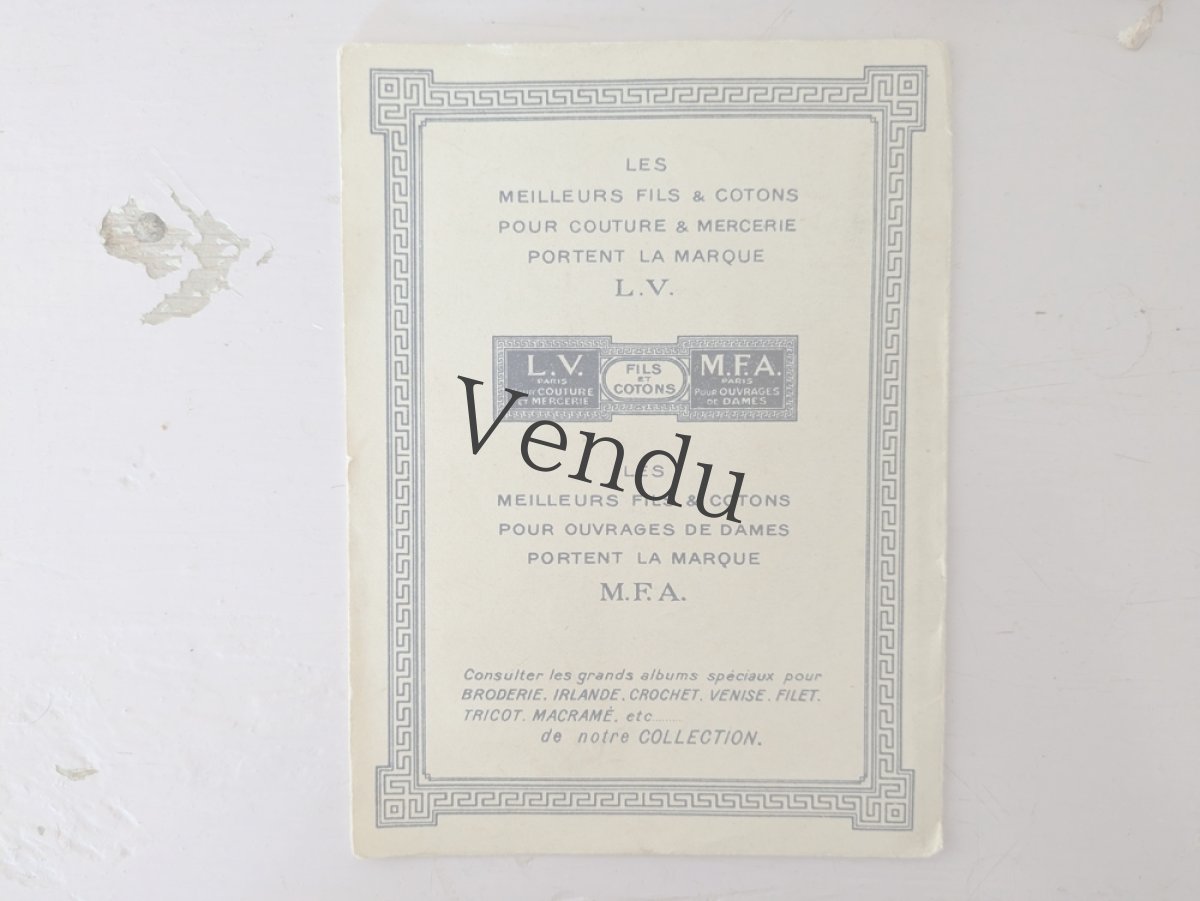 LES
MEILLEURS FILS & COTONS
POUR COUTURE & MERCERIE
PORTENT LA MARQUE
L.V.
L.V.
PARIS
POUR COUTURE
ET MERCERIE
FILS
ET
COTONS
M.F.A.
PARIS
POUR OUVRAGES
DE DAMES
Vendu
LES
MEILLEURS FILS & COTONS
POUR OUVRAGES DE DAMES
PORTENT LA MARQUE
M.F.A.
Consulter les grands albums spéciaux pour
BRODERIE. IRLANDE. CROCHET. VENISE. FILET.
TRICOT. MACRAMÉ. etc........
de notre COLLECTION.